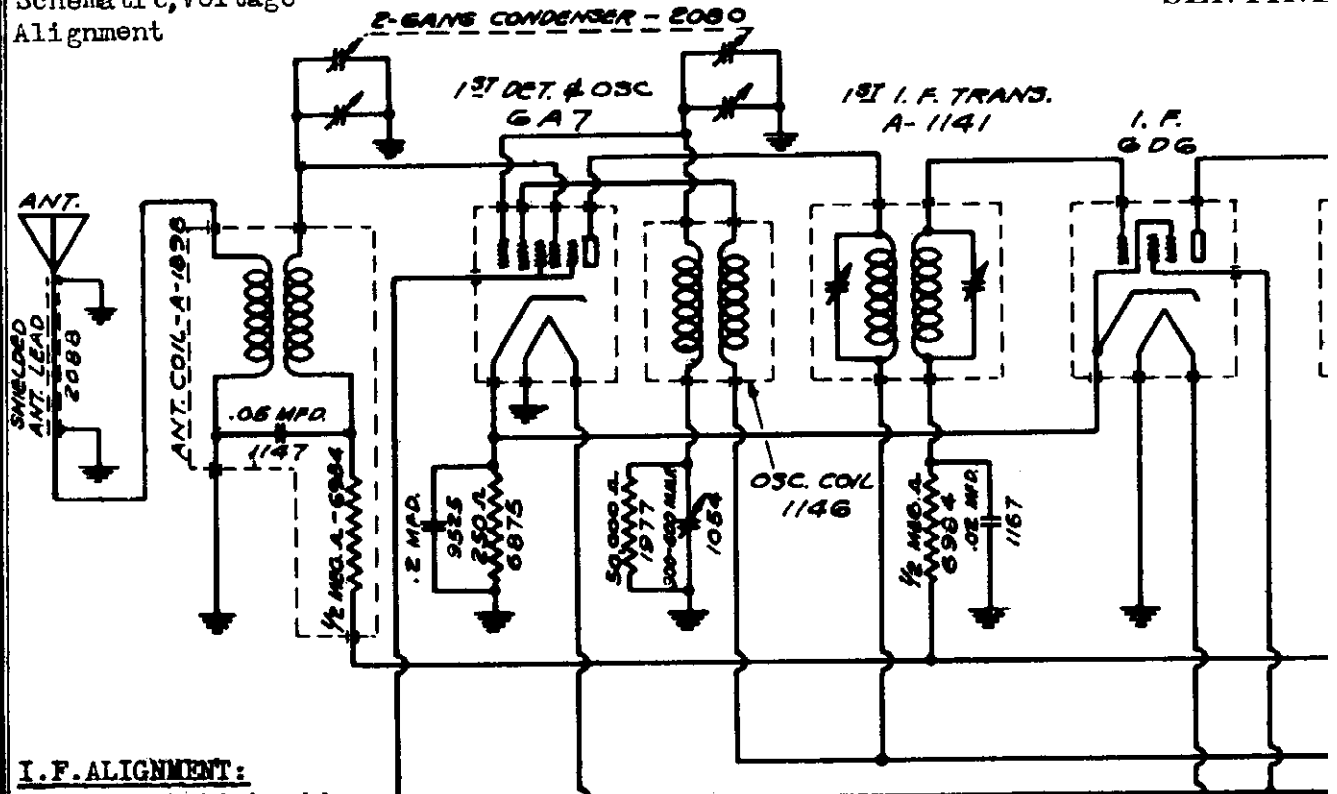 Schematic,Voltage
Alignment
2-GANG CONDENSER - 2080
1ST DET. & OSC
6A7
1ST I.F. TRANS.
A-1141
I.F.
6D6
ANT.
SHIELDED
ANT. LEAD
2088
ANT. COIL-A-1898
.05 MFD.
1147
1/2 MEG.Ω-6984
.2 MFD.
9525
250 Ω
6875
50,000 Ω
1977
1054
OSC. COIL
1146
1/2 MEG.Ω
6984
.02 MFD.
1167
I.F.ALIGNMENT: